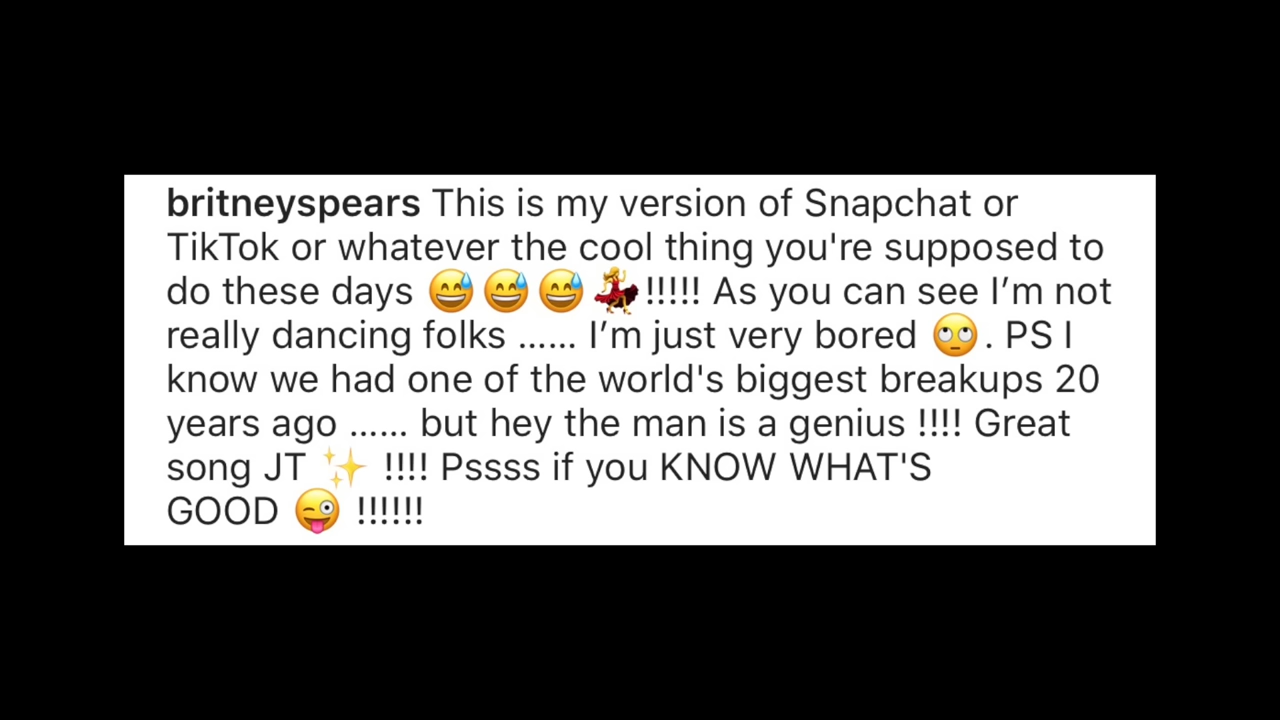 britneyspears This is my version of Snapchat or
TikTok or whatever the cool thing you're supposed to
do these days 😅😅😅💃!!!!! As you can see I’m not
really dancing folks ...... I’m just very bored 🙄. PS I
know we had one of the world's biggest breakups 20
years ago ...... but hey the man is a genius !!!! Great
song JT ✨ !!!! Pssss if you KNOW WHAT'S
GOOD 😜 !!!!!!